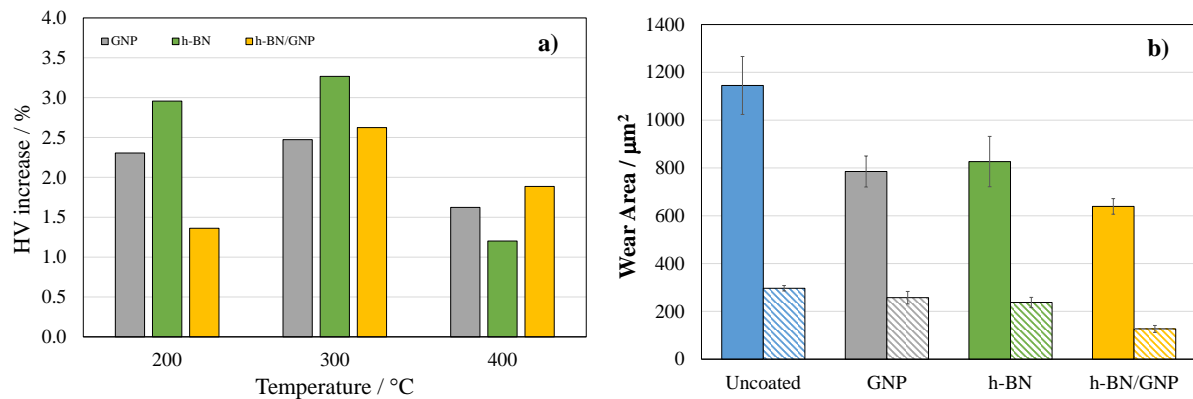 4.0
3.5
3.0
2.5
2.0
1.5
1.0
0.5
0.0
HV increase / %
GNP h-BN h-BN/GNP
a)
200 300 400
Temperature / °C
1400
1200
1000
800
600
400
200
0
Wear Area / µm²
b)
Uncoated GNP h-BN h-BN/GNP